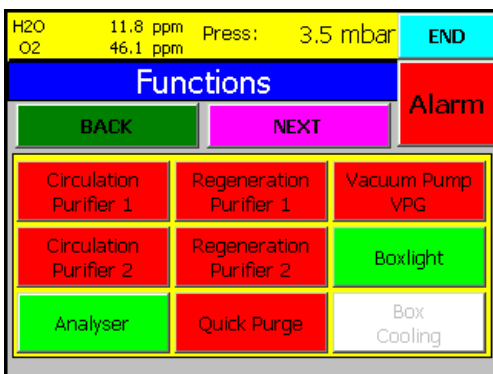 H2O 11.8 ppm Press: 3.5 mbar END
O2 46.1 ppm
Functions
Alarm
BACK NEXT
Circulation Regeneration Vacuum Pump
Purifier 1 Purifier 1 VPG
Circulation Regeneration Boxlight
Purifier 2 Purifier 2
Analyser Quick Purge Box
Cooling